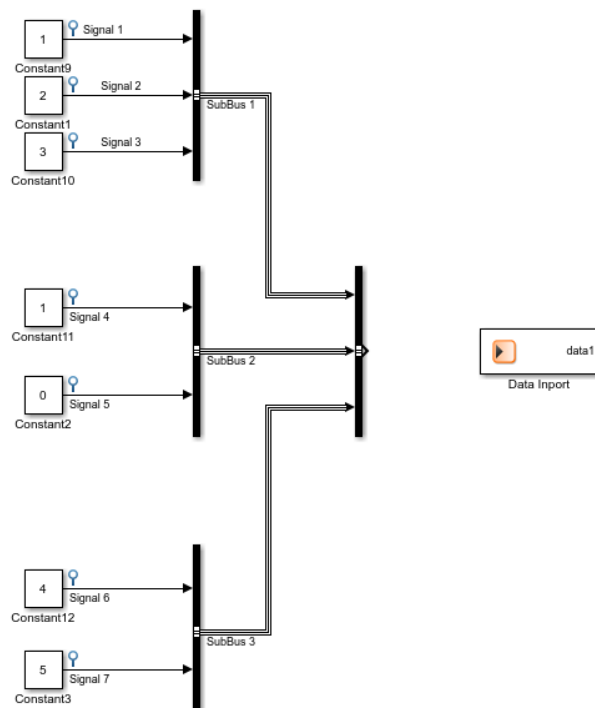 1
Signal 1
Constant9
2
Signal 2
SubBus 1
Constant1
3
Signal 3
Constant10
1
Signal 4
Constant11
SubBus 2
data1
0
Signal 5
Data Inport
Constant2
4
Signal 6
Constant12
SubBus 3
5
Signal 7
Constant3